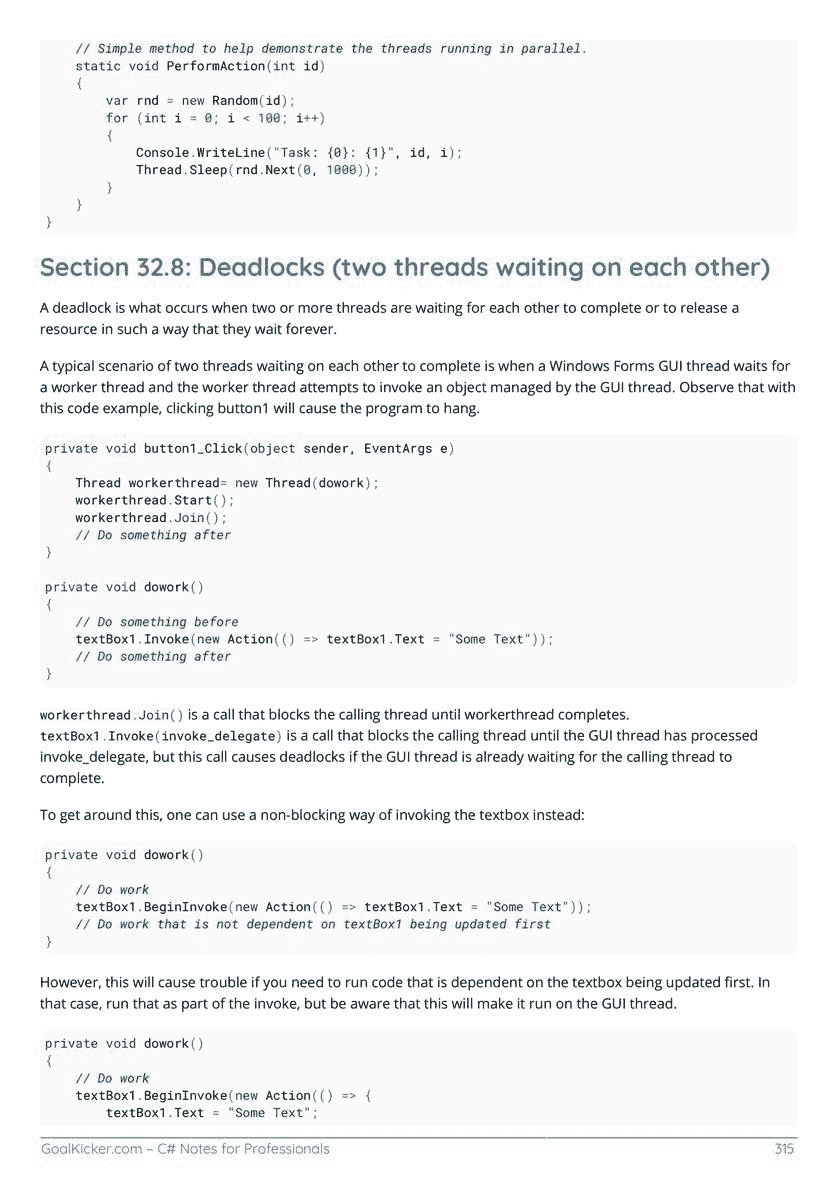 // Simple method to help demonstrate the threads running in parallel.
static void PerformAction(int id)
{
var rnd = new Random(id);
for (int i = 0; i < 100; i++)
{
Console.WriteLine("Task: {0}: {1}", id, i);
Thread.Sleep(rnd.Next(0, 1000));
}
}
}
Section 32.8: Deadlocks (two threads waiting on each other)
A deadlock is what occurs when two or more threads are waiting for each other to complete or to release a
resource in such a way that they wait forever.
A typical scenario of two threads waiting on each other to complete is when a Windows Forms GUI thread waits for
a worker thread and the worker thread attempts to invoke an object managed by the GUI thread. Observe that with
this code example, clicking button1 will cause the program to hang.
private void button1_Click(object sender, EventArgs e)
{
Thread workerthread= new Thread(dowork);
workerthread.Start();
workerthread.Join();
// Do something after
}
private void dowork()
{
// Do something before
textBox1.Invoke(new Action(() => textBox1.Text = "Some Text"));
// Do something after
}
workerthread.Join() is a call that blocks the calling thread until workerthread completes.
textBox1.Invoke(invoke_delegate) is a call that blocks the calling thread until the GUI thread has processed
invoke_delegate, but this call causes deadlocks if the GUI thread is already waiting for the calling thread to
complete.
To get around this, one can use a non-blocking way of invoking the textbox instead:
private void dowork()
{
// Do work
textBox1.BeginInvoke(new Action(() => textBox1.Text = "Some Text"));
// Do work that is not dependent on textBox1 being updated first
}
However, this will cause trouble if you need to run code that is dependent on the textbox being updated first. In
that case, run that as part of the invoke, but be aware that this will make it run on the GUI thread.
private void dowork()
{
// Do work
textBox1.BeginInvoke(new Action(() => {
textBox1.Text = "Some Text";
GoalKicker.com – C# Notes for Professionals
315